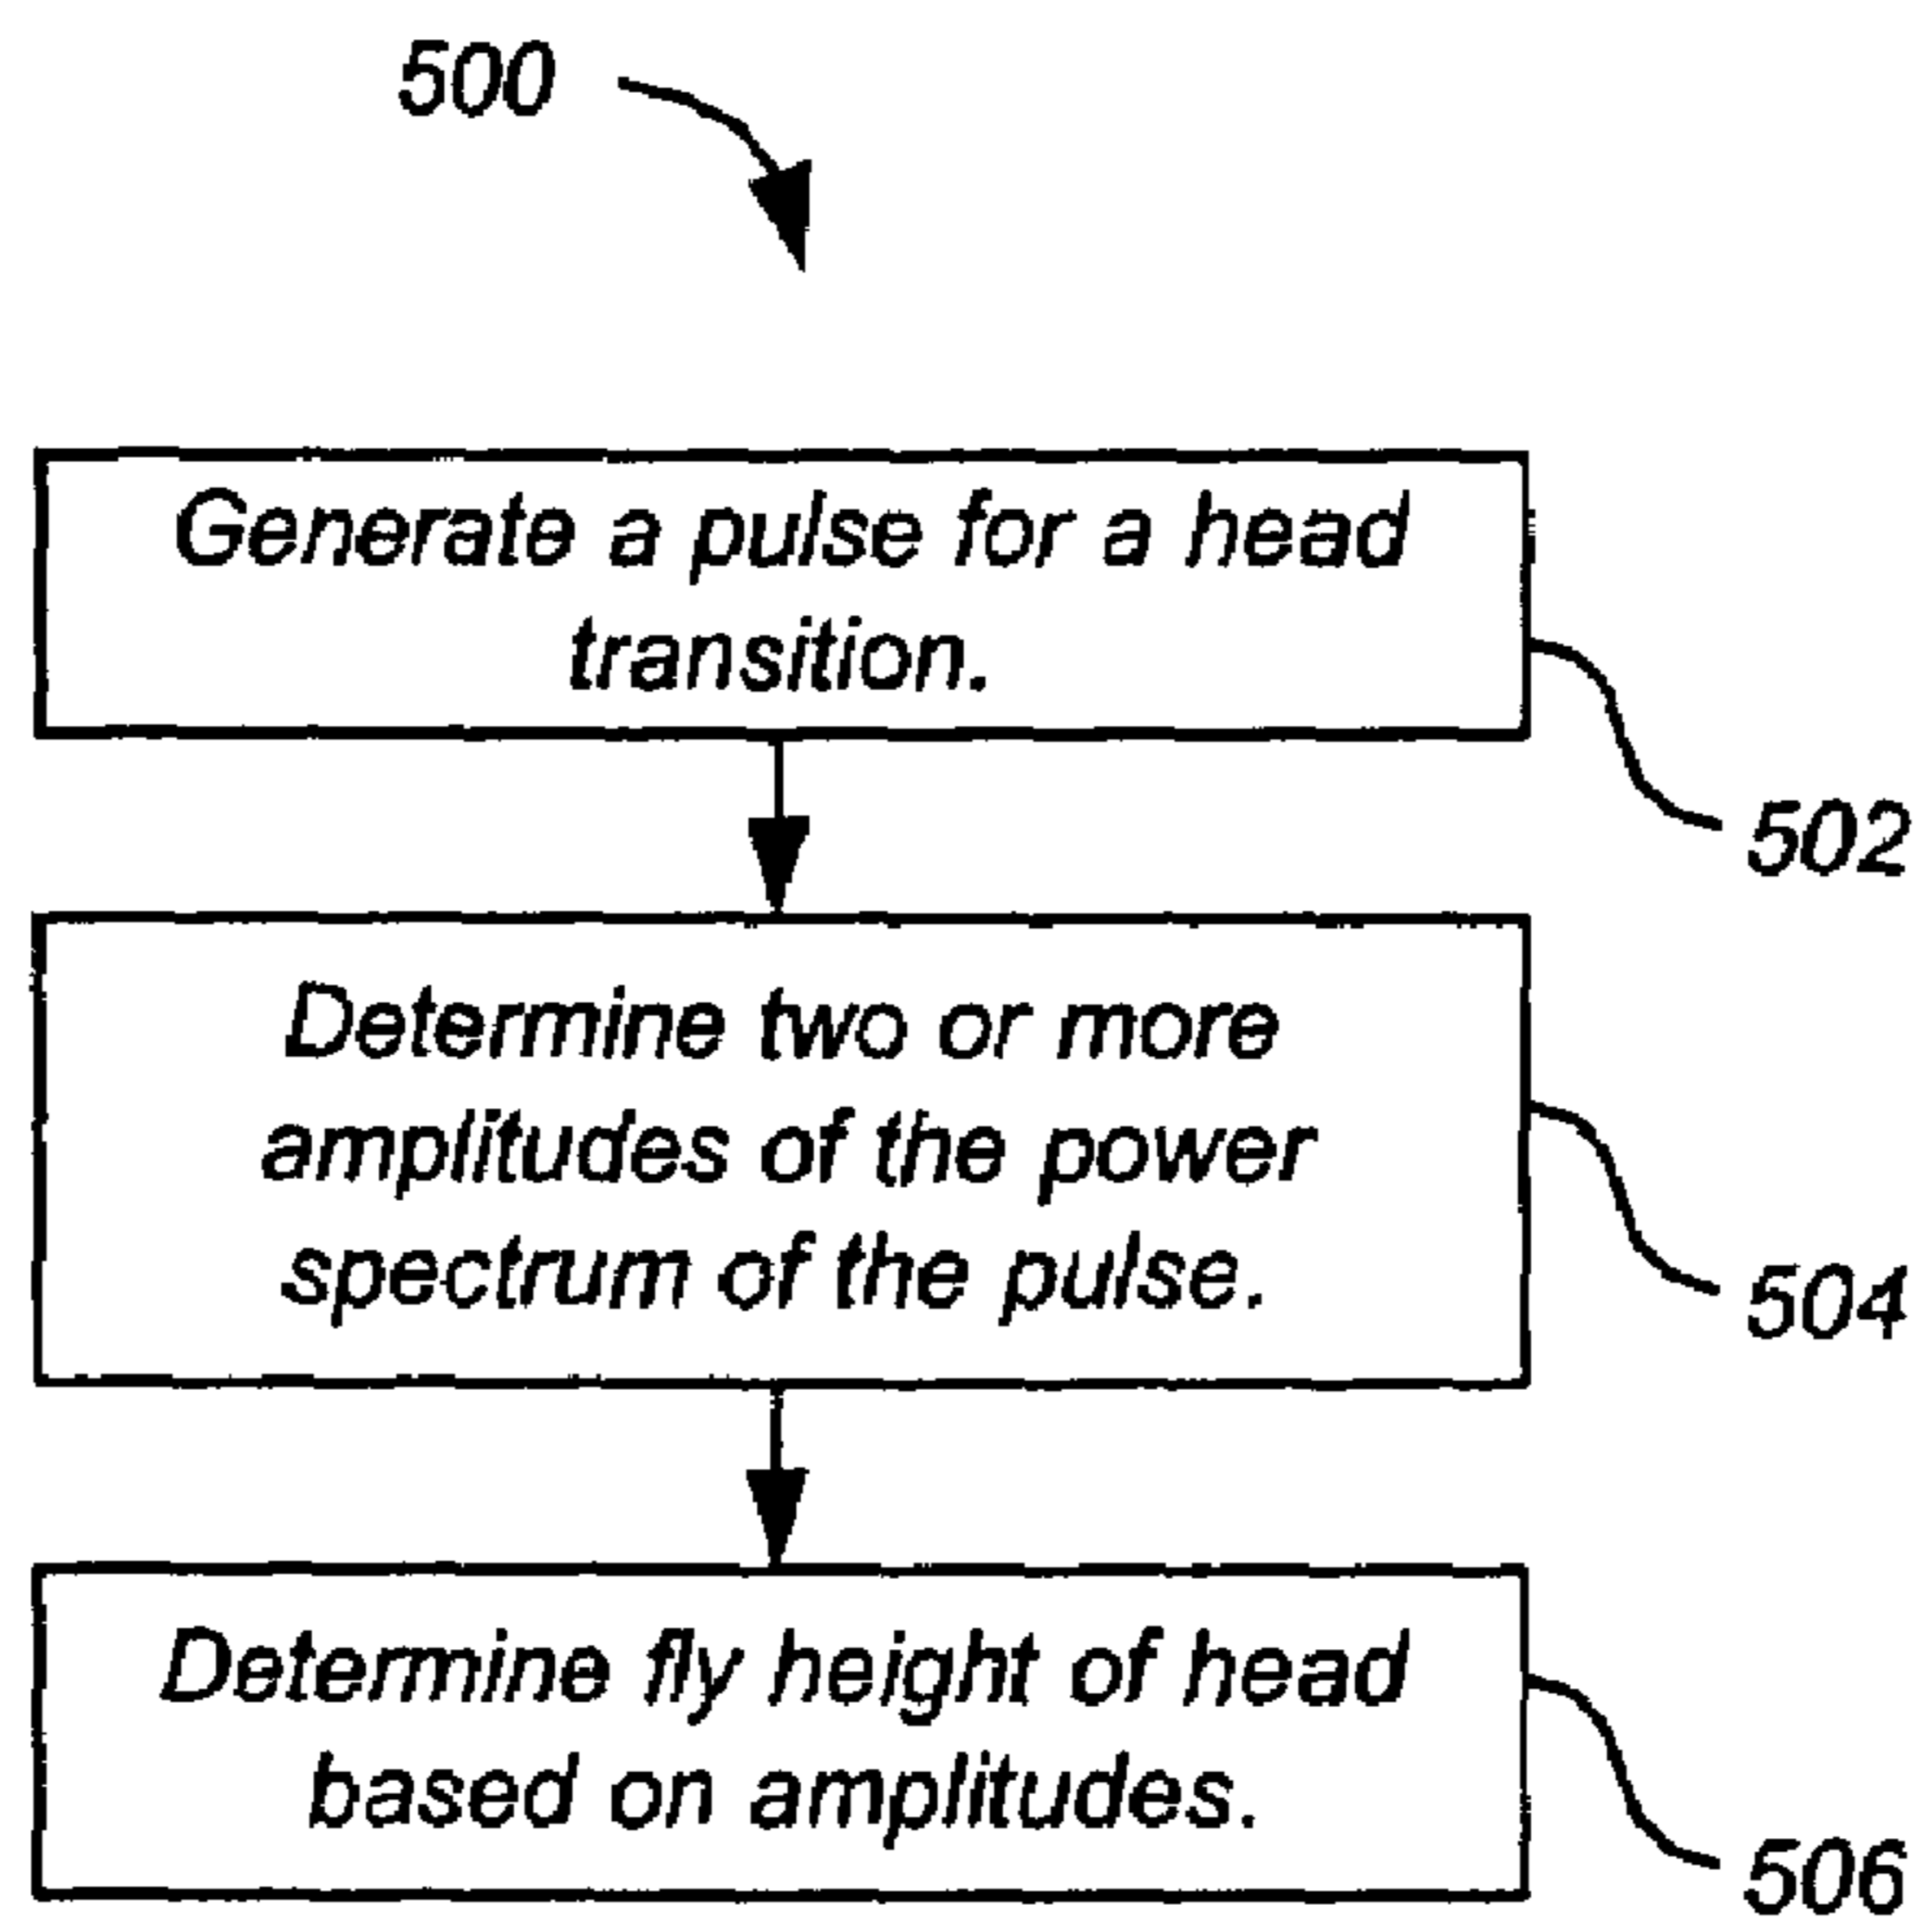 500
Generate a pulse for a head
transition.
502
Determine two or more
amplitudes of the power
spectrum of the pulse.
504
Determine fly height of head
based on amplitudes.
506